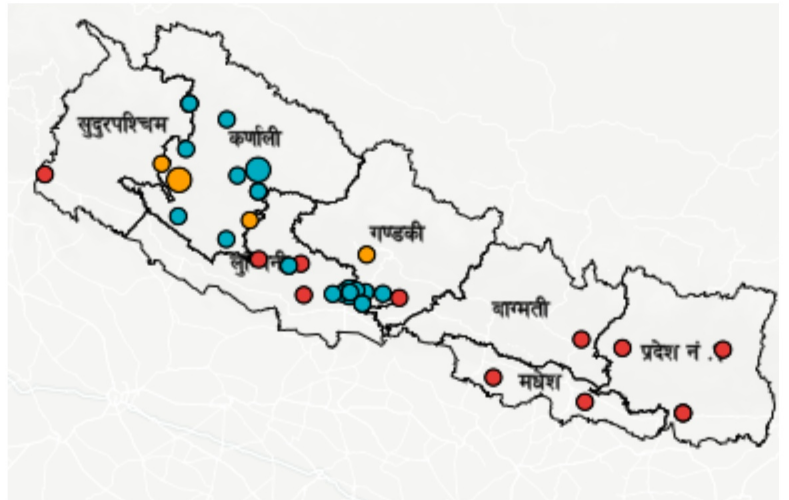 सुदुरपश्चिम
कर्णाली
गण्डकी
बाग्मती
प्रदेश नं .
मधेश